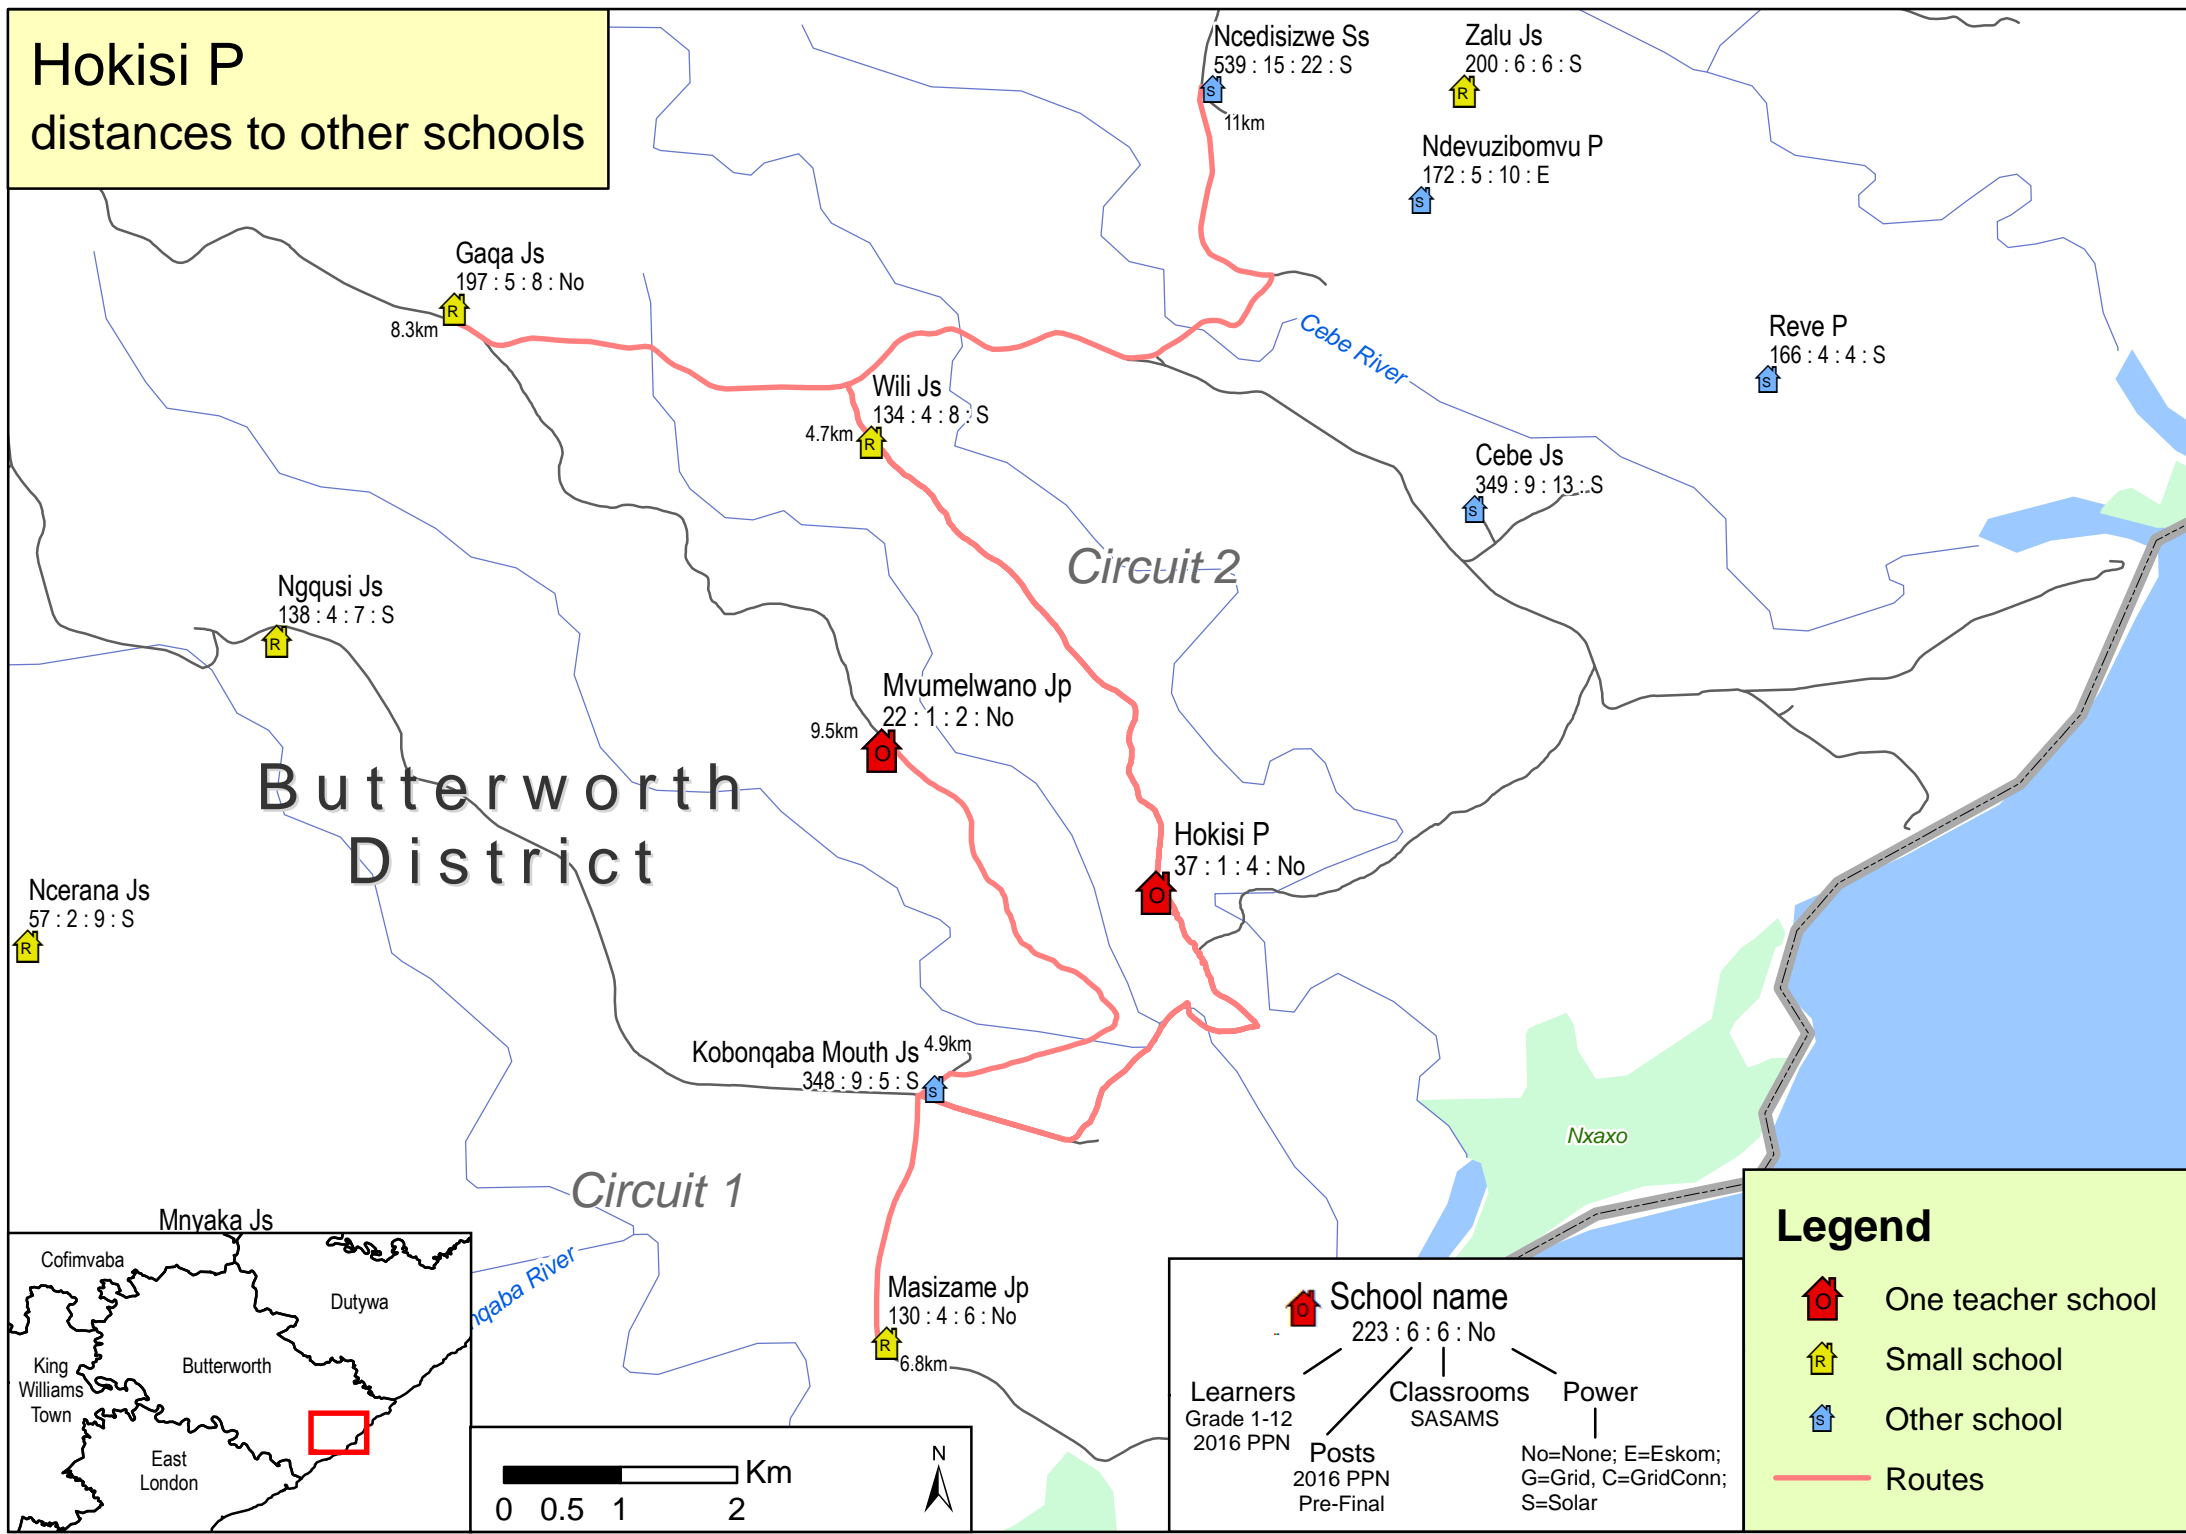 Hokisi P
distances to other schools
Ncedisizwe Ss
539 : 15 : 22 : S
11km
Zalu Js
200 : 6 : 6 : S
R
S
Ndevuzibomvu P
172 : 5 : 10 : E
S
Gaqa Js
197 : 5 : 8 : No
R
8.3km
Cebe River
Reve P
166 : 4 : 4 : S
S
Wili Js
134 : 4 : 8 : S
4.7km
R
Cebe Js
349 : 9 : 13 : S
S
Circuit 2
Ngqusi Js
138 : 4 : 7 : S
R
Mvumelwano Jp
22 : 1 : 2 : No
9.5km
O
Butterworth
District
Hokisi P
37 : 1 : 4 : No
O
Ncerana Js
57 : 2 : 9 : S
R
Kobonqaba Mouth Js
4.9km
348 : 9 : 5 : S
S
Nxaxo
Circuit 1
Mnyaka Js
nqaba River
Masizame Jp
130 : 4 : 6 : No
R
6.8km
Cofimvaba
Dutywa
King
Williams
Town
Butterworth
East
London
Km
0 0.5 1 2
N
O
School name
223 : 6 : 6 : No
Learners
Grade 1-12
2016 PPN
Posts
2016 PPN
Pre-Final
Classrooms
SASAMS
Power
No=None; E=Eskom;
G=Grid, C=GridConn;
S=Solar
Legend
O One teacher school
R Small school
S Other school
Routes